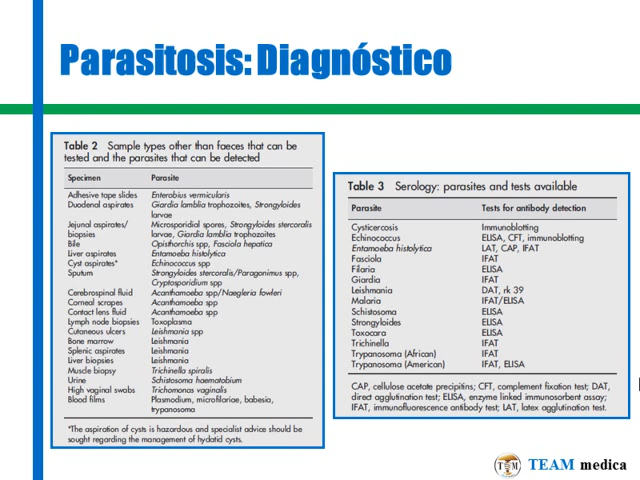 Parasitosis: Diagnóstico
Table 2 Sample types other than fæces that can be
tested and the parasites that can be detected
Specimen Parasite
Adhesive tape slides Enterobius vermicularis
Duodenal aspirates Giardia lamblia trophozoites, Strongyloides
larvae
Jejunal aspirates/ Microsporidial spores, Strongyloides stercoralis
biopsies larvae, Giardia lamblia trophozoites
Bile Opisthorchis spp, Fasciola hepatica
Liver aspirates Entamoeba histolytica
Cyst aspirates* Echinococcus spp
Sputum Strongyloides stercoralis/Paragonimus spp,
Cryptosporidium spp
Cerebrospinal fluid Acanthamoeba spp/Naegleria fowleri
Corneal scrapes Acanthamoeba spp
Contact lens fluid Acanthamoeba spp
Lymph node biopsies Toxoplasma
Cutaneous ulcers Leishmania spp
Bone marrow Leishmania
Splenic aspirates Leishmania
Liver biopsies Leishmania
Muscle biopsy Trichinella spiralis
Urine Schistosoma haematobium
High vaginal swabs Trichomonas vaginalis
Blood films Plasmodium, microfilariae, babesia,
trypanosoma
*The aspiration of cysts is hazardous and specialist advice should be
sought regarding the management of hydatid cysts.
Table 3 Serology: parasites and tests available
Parasite Tests for antibody detection
Cysticercosis Immunoblotting
Echinococcus ELISA, CFT, immunoblotting
Entamoeba histolytica LAT, CAP, IFAT
Fasciola IFAT
Filaria ELISA
Giardia IFAT
Leishmania DAT, rk 39
Malaria IFAT/ELISA
Schistosoma ELISA
Strongyloides ELISA
Toxocara ELISA
Trichinella IFAT
Trypanosoma (African) IFAT
Trypanosoma (American) IFAT, ELISA
CAP, cellulose acetate precipitins; CFT, complement fixation test; DAT,
direct agglutination test; ELISA, enzyme linked immunosorbent assay;
IFAT, immunofluorescence antibody test; LAT, latex agglutination test.
TEAM medica